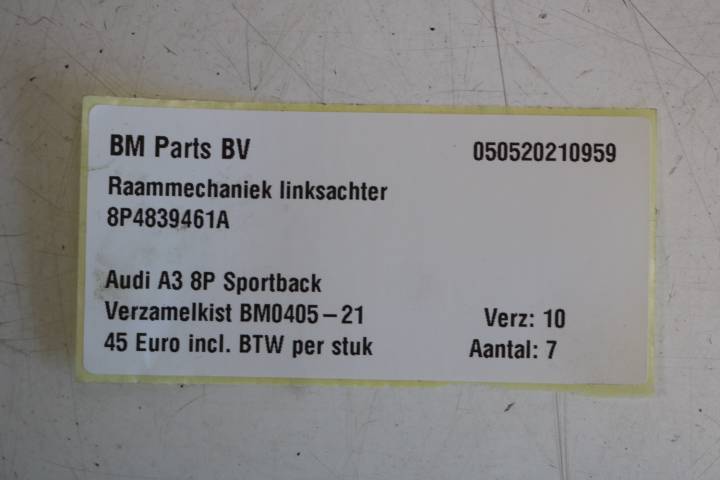 BM Parts BV 050520210959
Raammechaniek linksachter
8P4839461A
Audi A3 8P Sportback
Verzamelkist BM0405-21 Verz: 10
45 Euro incl. BTW per stuk Aantal: 7